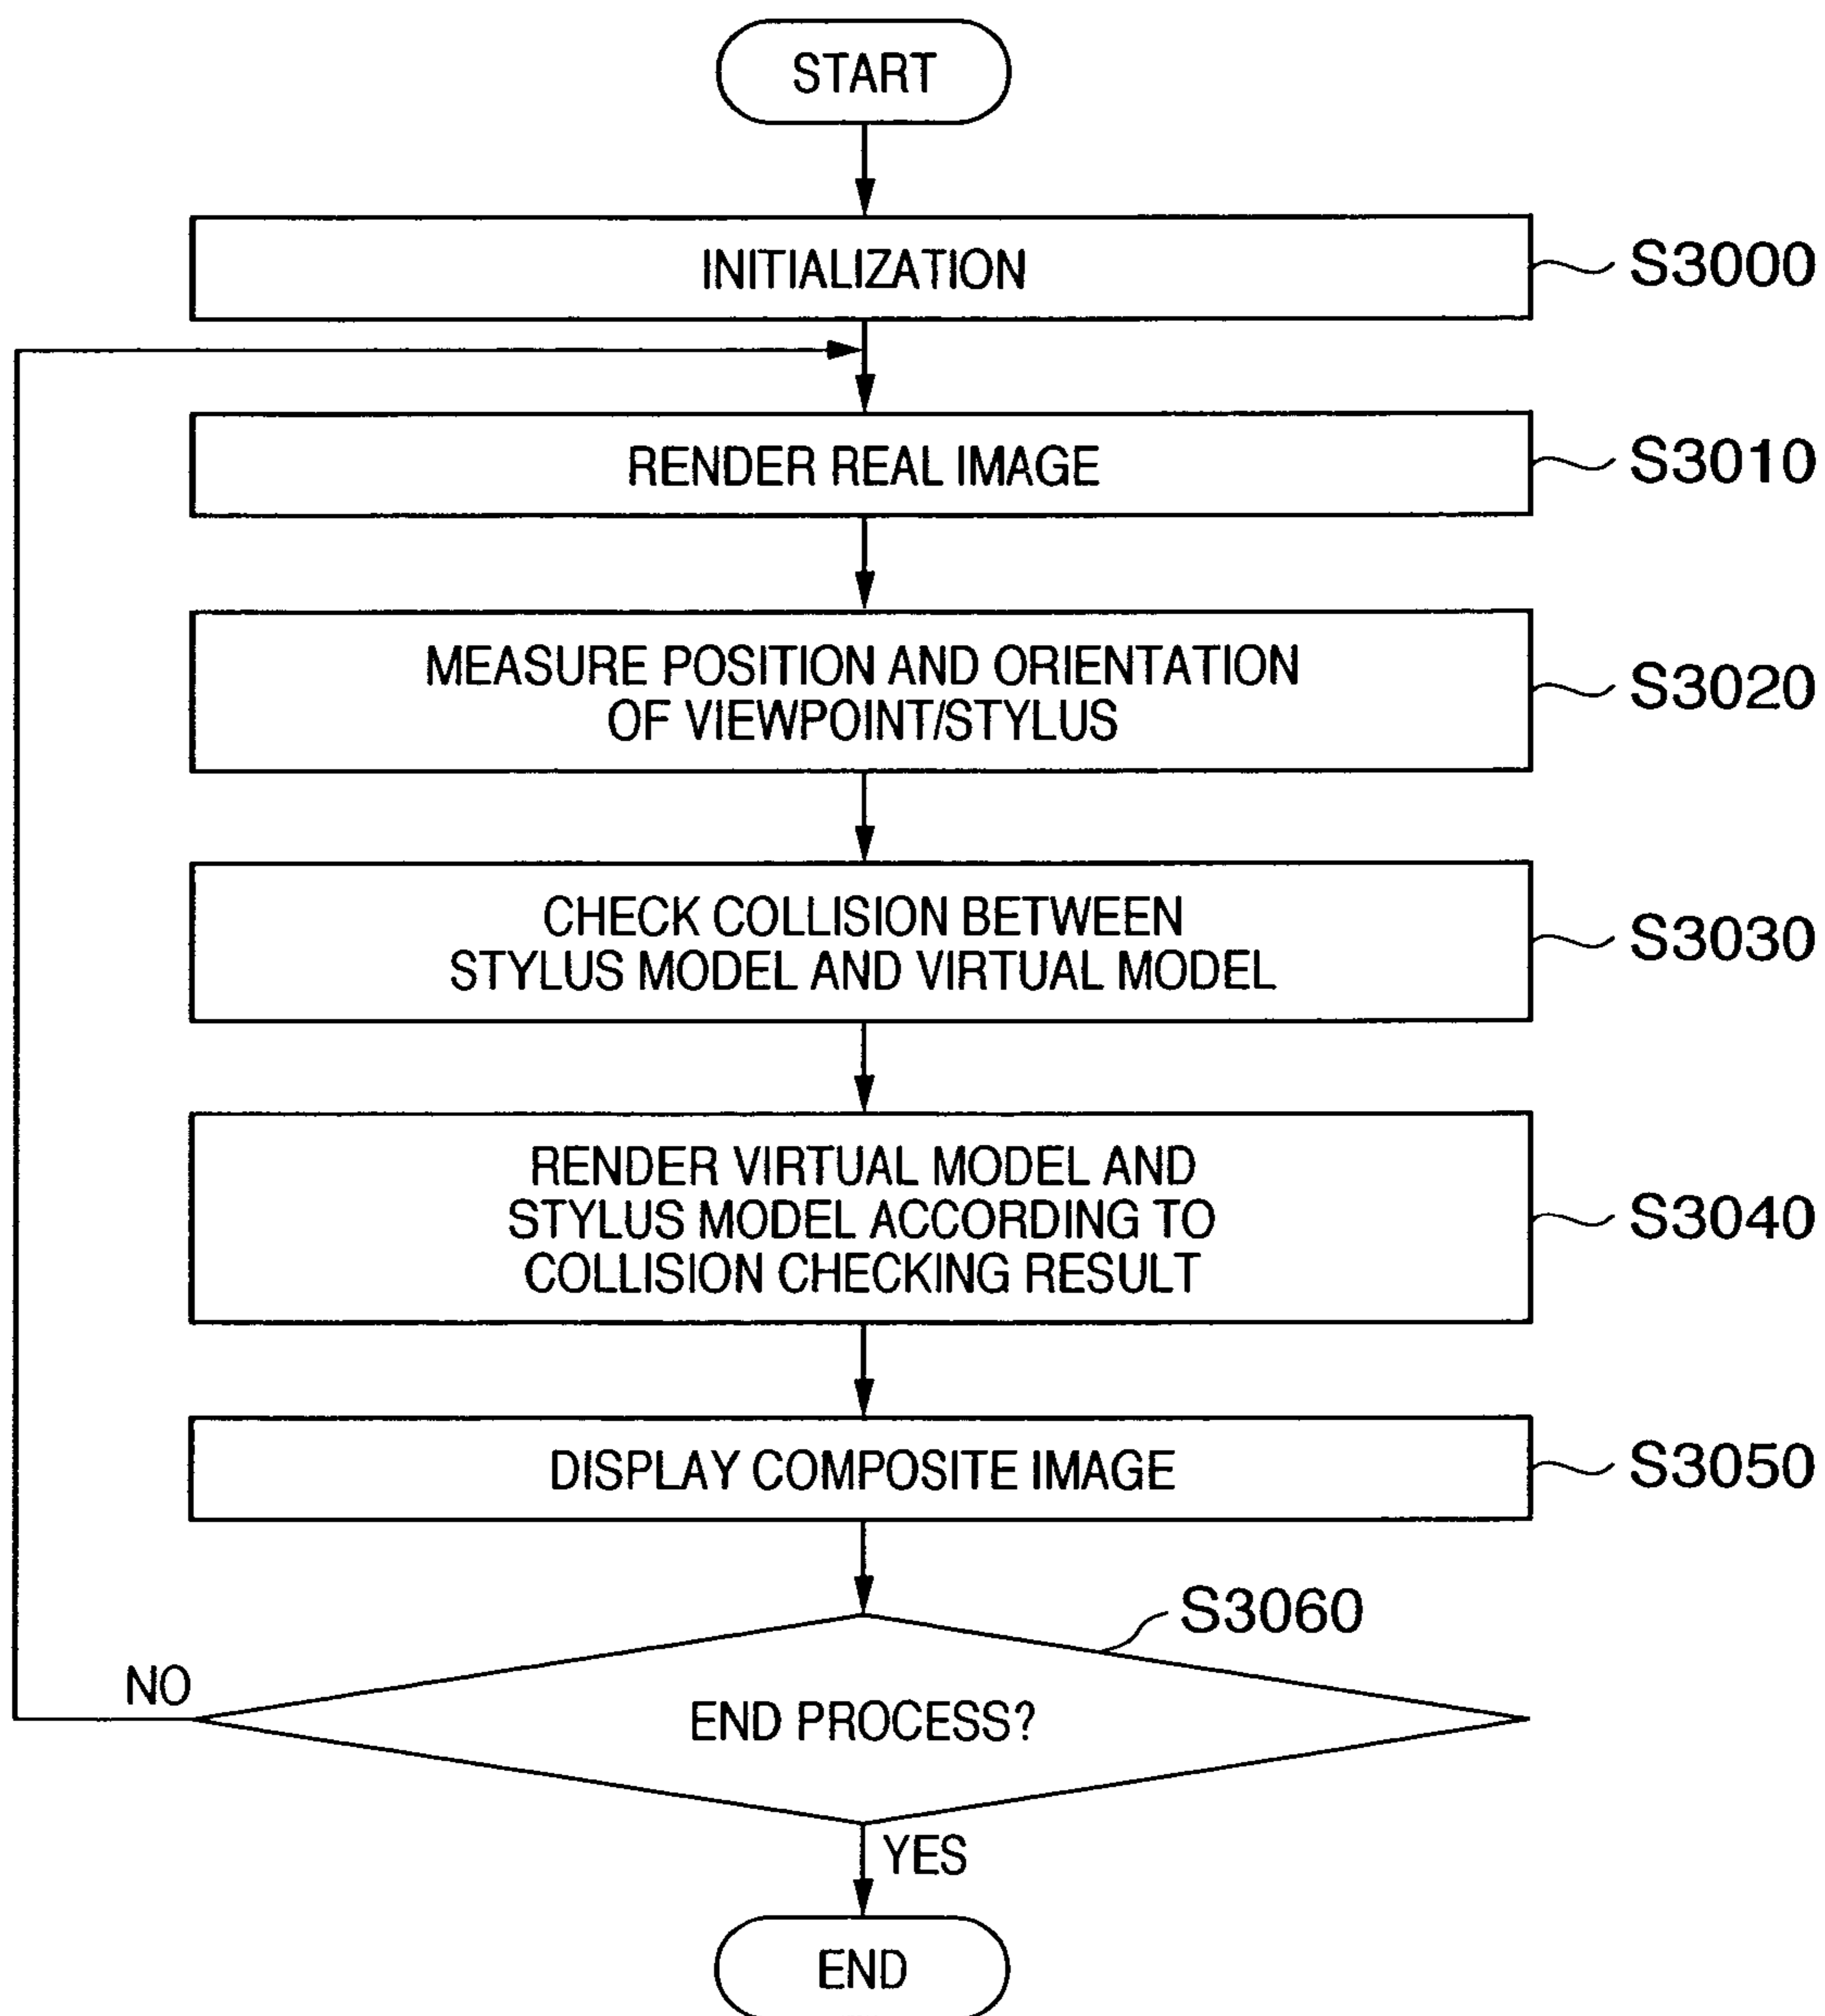 START
INITIALIZATION
S3000
RENDER REAL IMAGE
S3010
MEASURE POSITION AND ORIENTATION
OF VIEWPOINT/STYLUS
S3020
CHECK COLLISION BETWEEN
STYLUS MODEL AND VIRTUAL MODEL
S3030
RENDER VIRTUAL MODEL AND
STYLUS MODEL ACCORDING TO
COLLISION CHECKING RESULT
S3040
DISPLAY COMPOSITE IMAGE
S3050
S3060
NO
END PROCESS?
YES
END